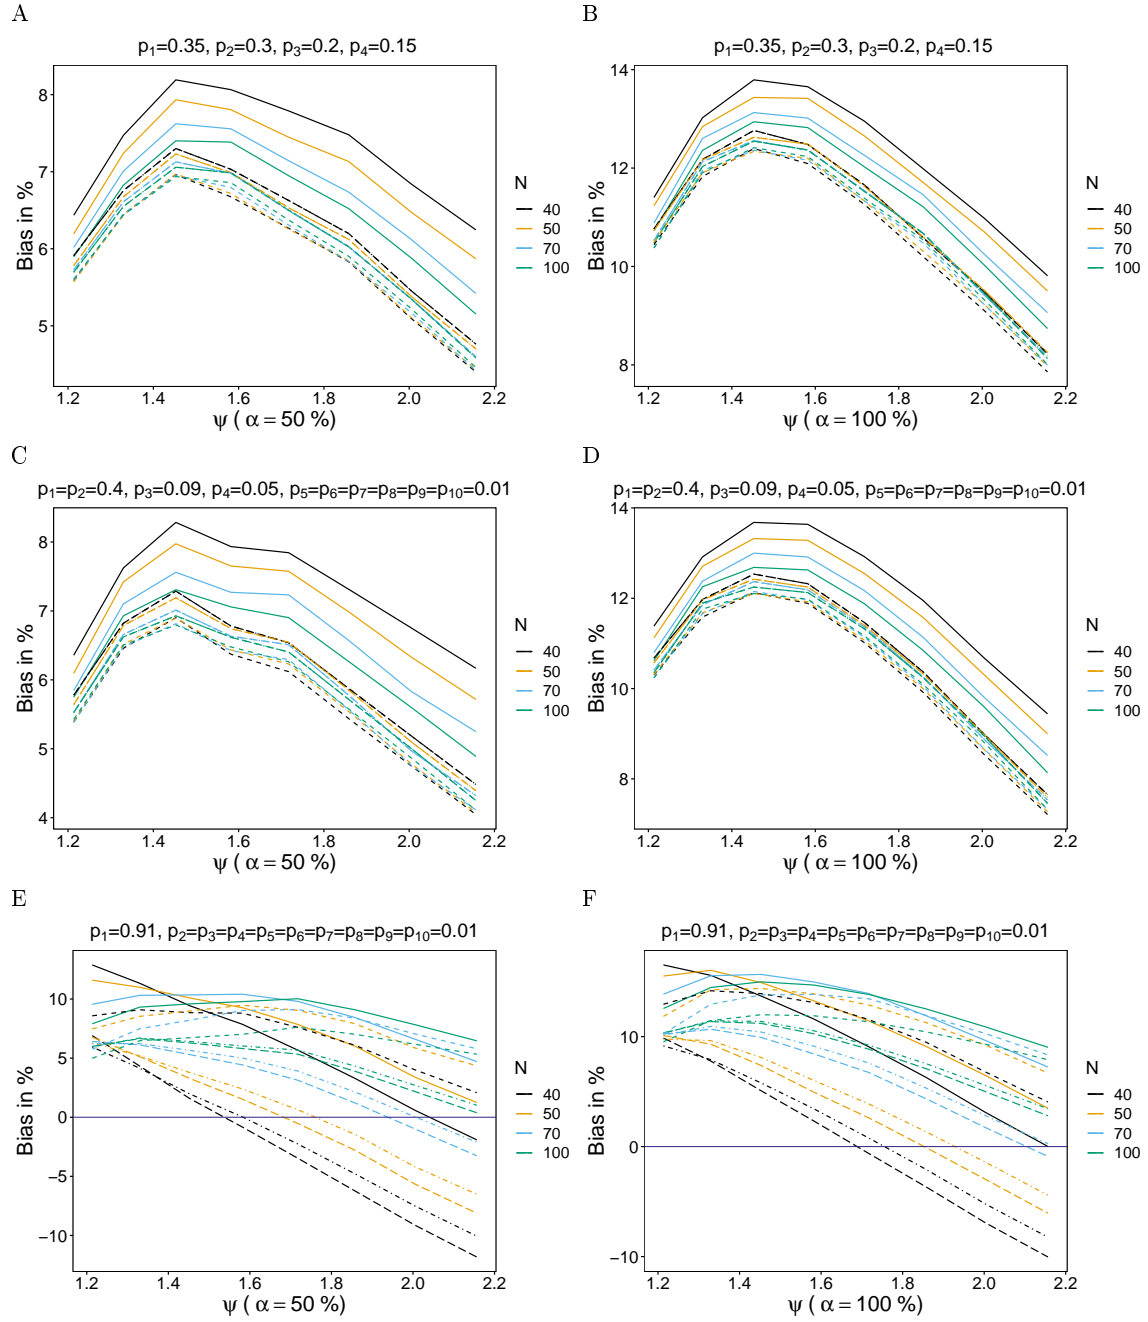 A
p₁=0.35, p₂=0.3, p₃=0.2, p₄=0.15
Bias in %
8
7
6
5
1.2 1.4 1.6 1.8 2.0 2.2
ψ ( α = 50 %)
N
40
50
70
100
B
p₁=0.35, p₂=0.3, p₃=0.2, p₄=0.15
Bias in %
14
12
10
8
1.2 1.4 1.6 1.8 2.0 2.2
ψ ( α = 100 %)
N
40
50
70
100
C
p₁=p₂=0.4, p₃=0.09, p₄=0.05, p₅=p₆=p₇=p₈=p₉=p₁₀=0.01
Bias in %
8
7
6
5
4
1.2 1.4 1.6 1.8 2.0 2.2
ψ ( α = 50 %)
N
40
50
70
100
D
p₁=p₂=0.4, p₃=0.09, p₄=0.05, p₅=p₆=p₇=p₈=p₉=p₁₀=0.01
Bias in %
14
12
10
8
1.2 1.4 1.6 1.8 2.0 2.2
ψ ( α = 100 %)
N
40
50
70
100
E
p₁=0.91, p₂=p₃=p₄=p₅=p₆=p₇=p₈=p₉=p₁₀=0.01
Bias in %
10
5
0
−5
−10
1.2 1.4 1.6 1.8 2.0 2.2
ψ ( α = 50 %)
N
40
50
70
100
F
p₁=0.91, p₂=p₃=p₄=p₅=p₆=p₇=p₈=p₉=p₁₀=0.01
Bias in %
10
0
−10
1.2 1.4 1.6 1.8 2.0 2.2
ψ ( α = 100 %)
N
40
50
70
100